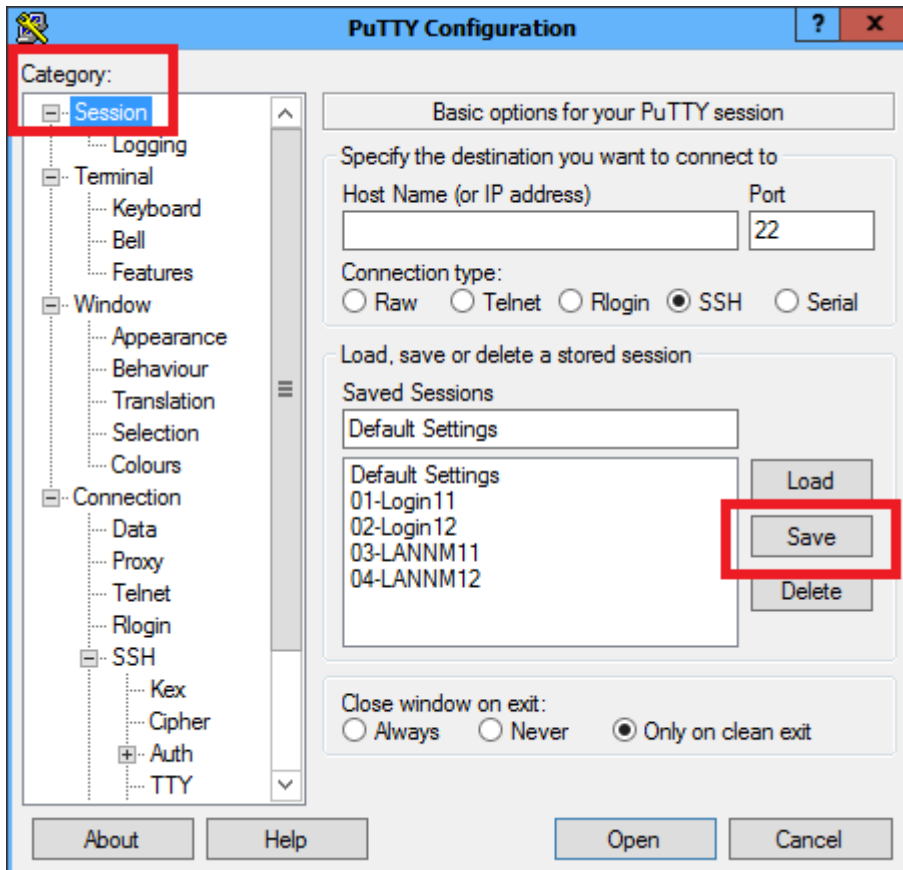 PuTTY Configuration
?
x
Category:
Session
Logging
Terminal
Keyboard
Bell
Features
Window
Appearance
Behaviour
Translation
Selection
Colours
Connection
Data
Proxy
Telnet
Rlogin
SSH
Kex
Cipher
Auth
TTY
Basic options for your PuTTY session
Specify the destination you want to connect to
Host Name (or IP address)
Port
22
Connection type:
Raw Telnet Rlogin SSH Serial
Load, save or delete a stored session
Saved Sessions
Default Settings
Default Settings
01-Login11
02-Login12
03-LANNM11
04-LANNM12
Load
Save
Delete
Close window on exit:
Always Never Only on clean exit
About
Help
Open
Cancel